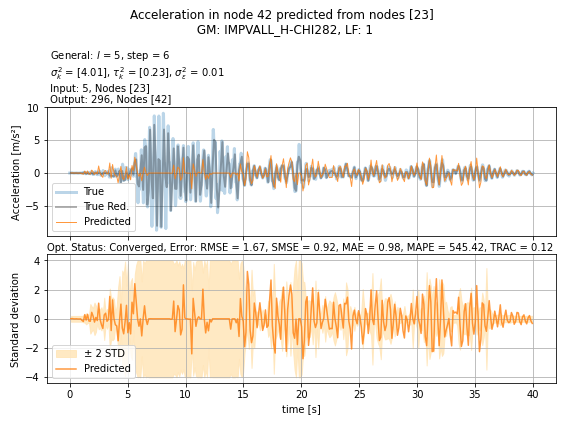 Acceleration in node 42 predicted from nodes [23]
GM: IMPVALL_H-CHI282, LF: 1
General: l = 5, step = 6
σ²ₖ = [4.01], τ²ₖ = [0.23], σ²_ε = 0.01
Input: 5, Nodes [23]
Output: 296, Nodes [42]
10
5
0
−5
Acceleration [m/s²]
True
True Red.
Predicted
Opt. Status: Converged, Error: RMSE = 1.67, SMSE = 0.92, MAE = 0.98, MAPE = 545.42, TRAC = 0.12
4
2
0
−2
−4
Standard deviation
± 2 STD
Predicted
0 5 10 15 20 25 30 35 40
time [s]